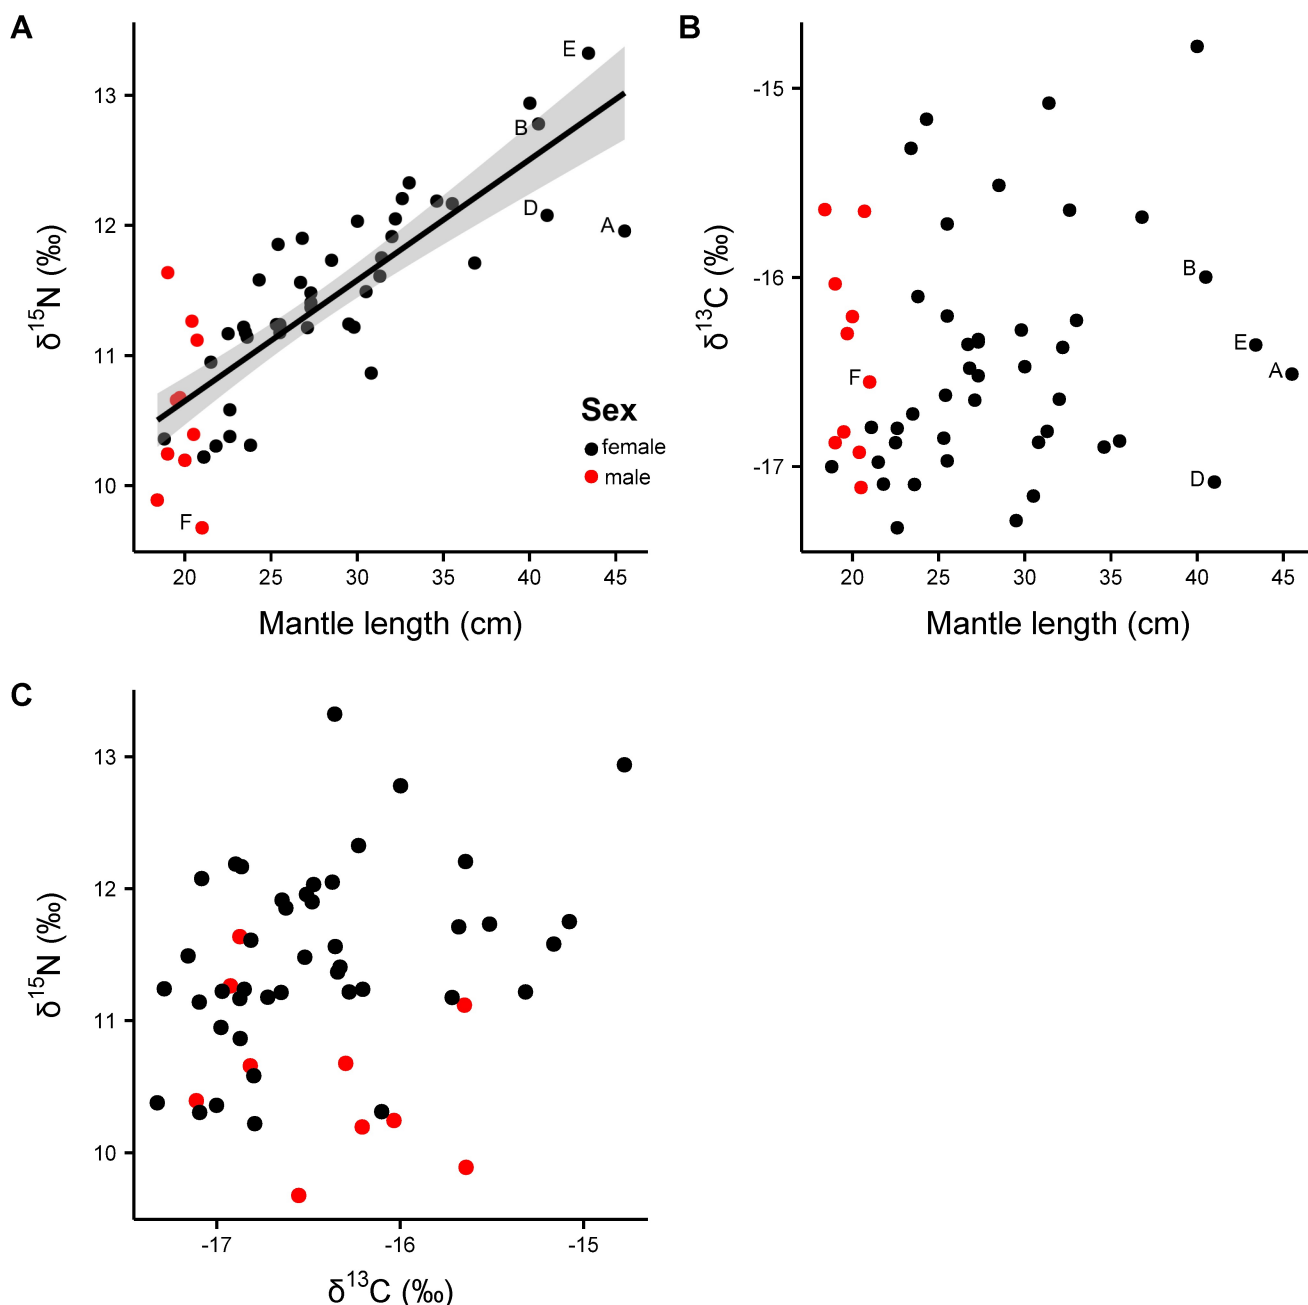 A
E
13
B
12
D
A
δ15N (‰)
11
Sex
female
male
10
F
20 25 30 35 40 45
Mantle length (cm)
B
-15
B
-16
δ13C (‰)
E
A
F
-17
D
20 25 30 35 40 45
Mantle length (cm)
C
13
12
δ15N (‰)
11
10
-17 -16 -15
δ13C (‰)